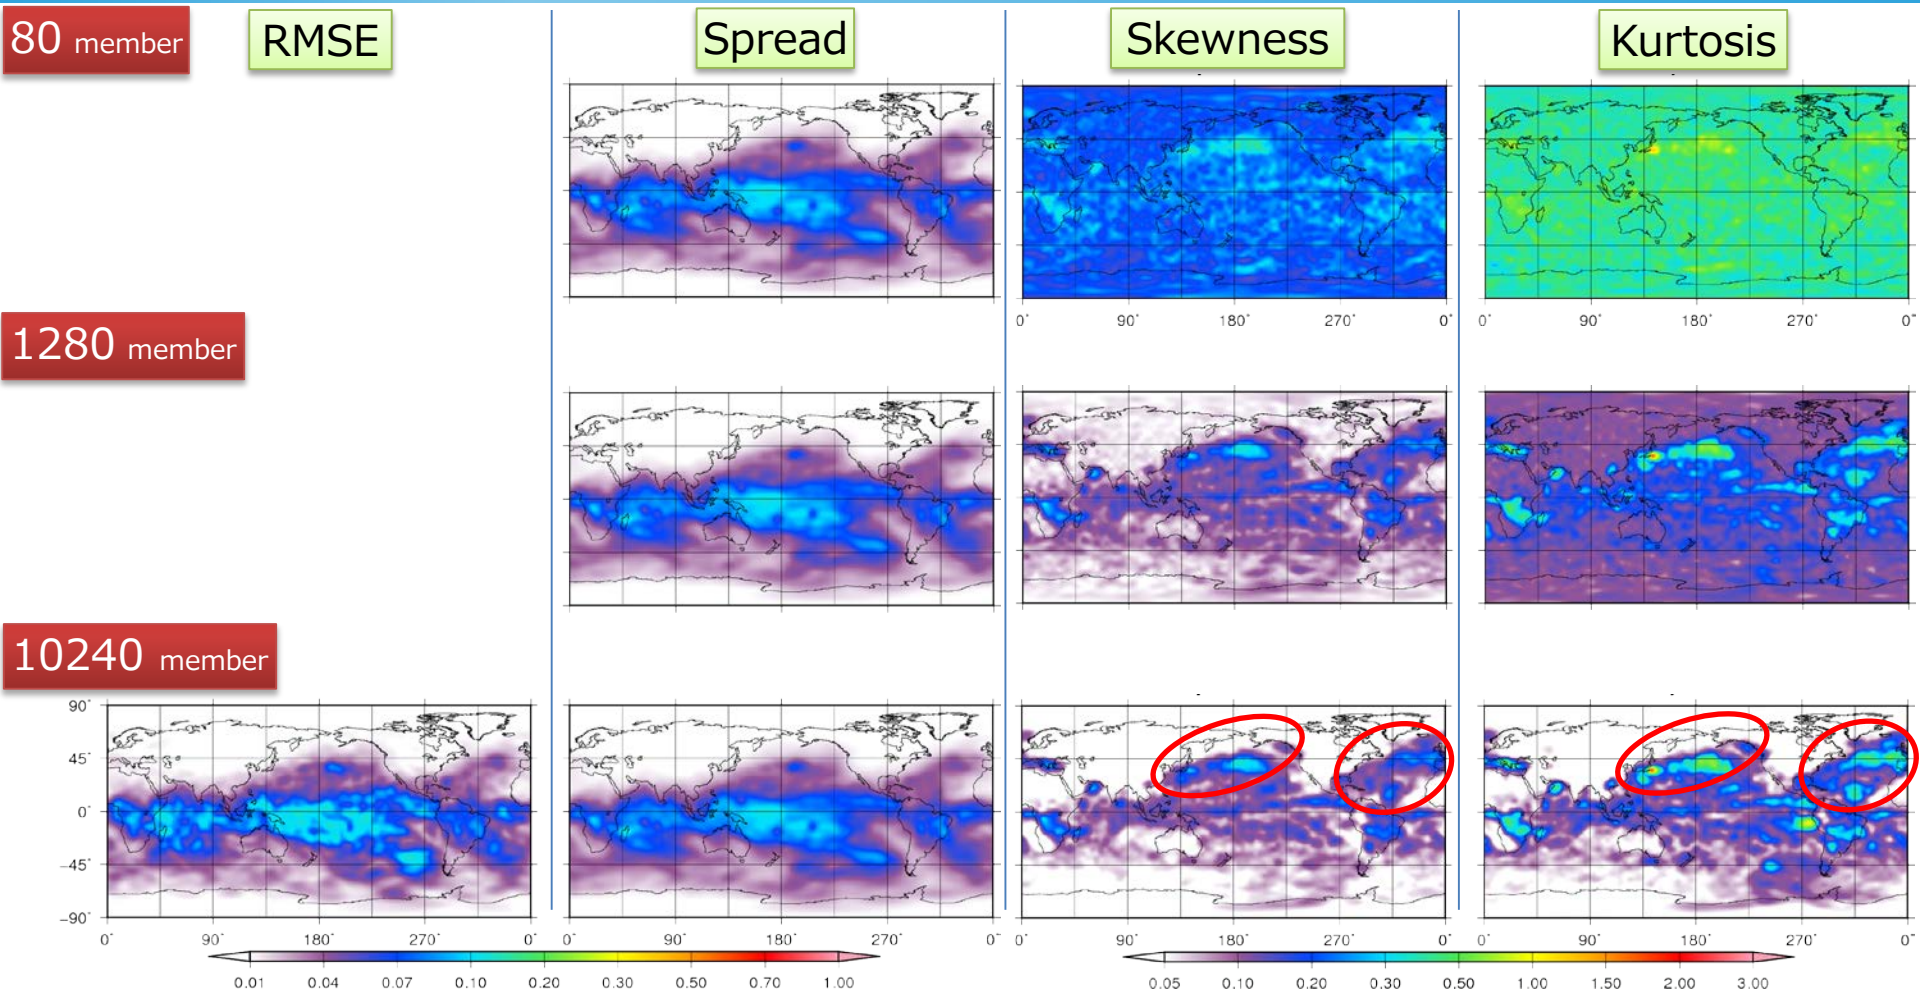 80 member
RMSE
Spread
Skewness
Kurtosis
0° 90° 180° 270° 0°
0° 90° 180° 270° 0°
1280 member
10240 member
90°
45°
0°
-45°
-90°
0° 90° 180° 270° 0°
0° 90° 180° 270° 0°
0° 90° 180° 270° 0°
0° 90° 180° 270° 0°
0.01 0.04 0.07 0.10 0.20 0.30 0.50 0.70 1.00
0.05 0.10 0.20 0.30 0.50 1.00 1.50 2.00 3.00